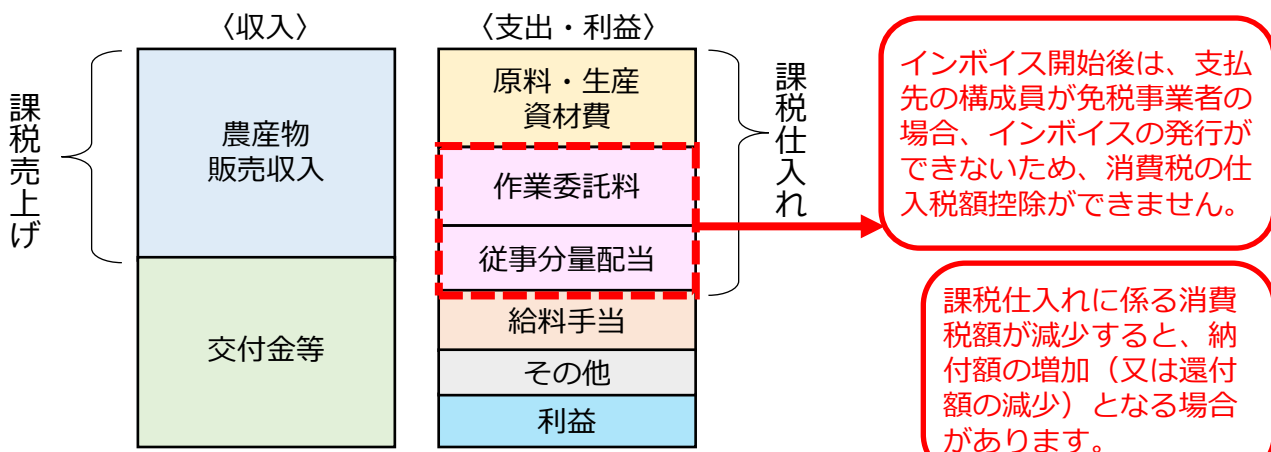 〈収入〉
〈支出・利益〉
課税売上げ
農産物
販売収入
交付金等
原料・生産
資材費
作業委託料
従事分量配当
給料手当
その他
利益
課税仕入れ
インボイス開始後は、支払
先の構成員が免税事業者の
場合、インボイスの発行が
できないため、消費税の仕
入税額控除ができません。
課税仕入れに係る消費
税額が減少すると、納
付額の増加（又は還付
額の減少）となる場合
があります。